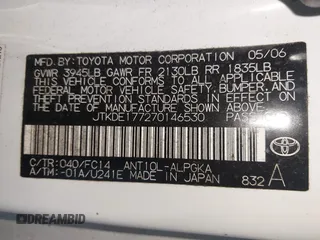 MFD.BY:TOYOTA MOTOR CORPORATION 05/06
GVWR 3945LB GAWR FR 2130LB RR 1835LB
THIS VEHICLE CONFORMS TO ALL APPLICABLE
FEDERAL MOTOR VEHICLE SAFETY, BUMPER, AND
THEFT PREVENTION STANDARDS IN EFFECT ON
THE DATE OF MANUFACTURE SHOWN ABOVE.
JTKDE177270146530 PASS
C/TR:040/FC14 ANT10L-ALPGKA
A/TM:-01A/U241E MADE IN JAPAN 832 A
TOYOTA
DREAMBID